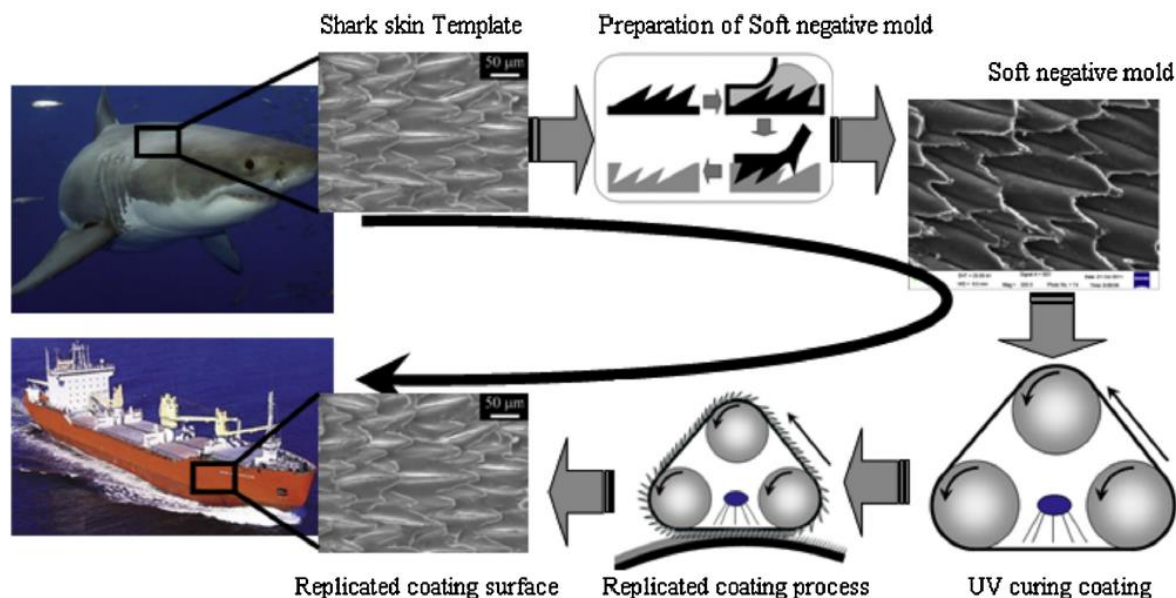 Shark skin Template
Preparation of Soft negative mold
Soft negative mold
50 μm
50 μm
Replicated coating surface
Replicated coating process
UV curing coating